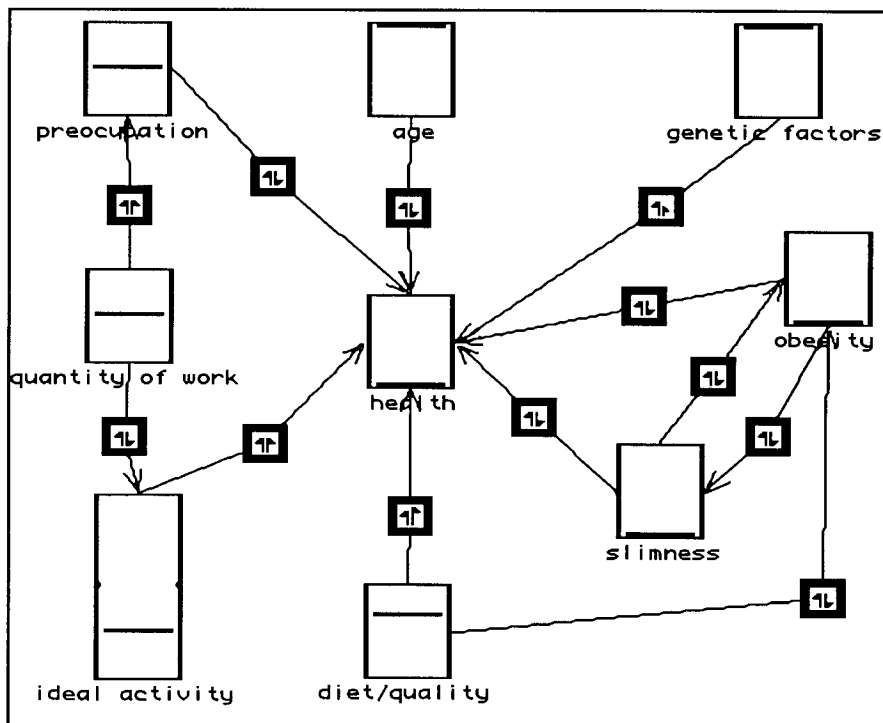 preocupation
age
genetic factors
quantity of work
health
obesity
slimness
ideal activity
diet/quality